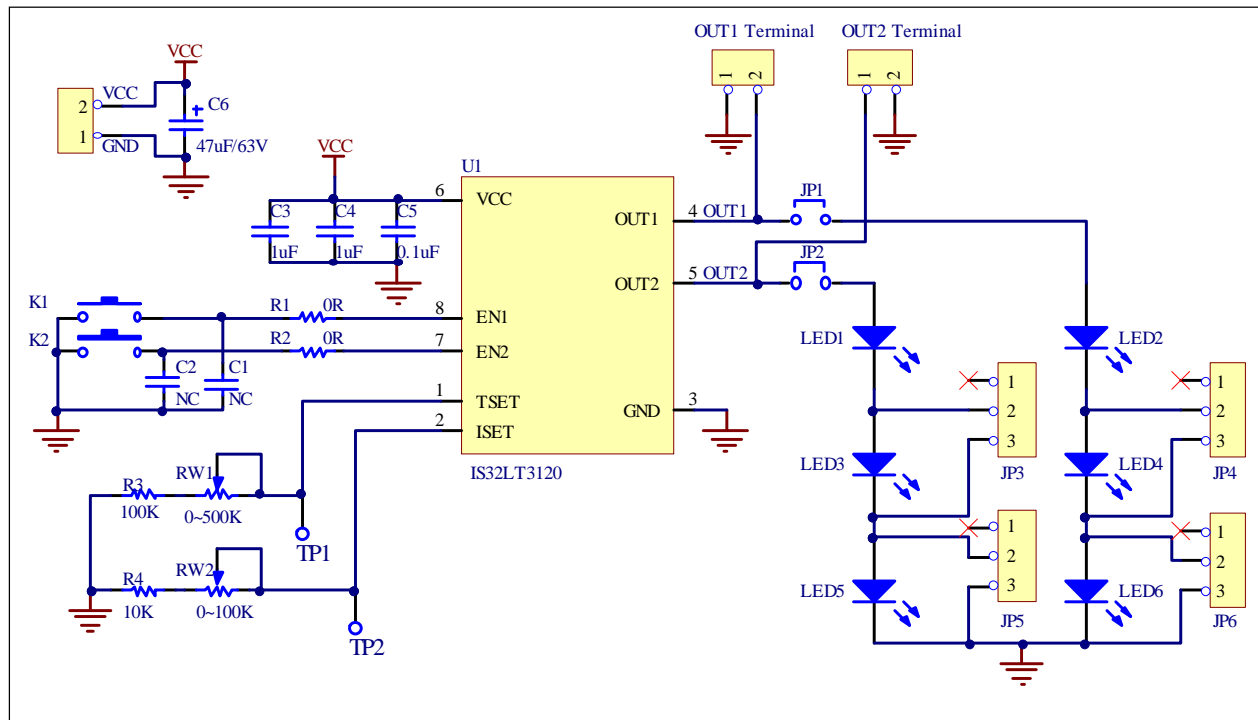 OUT1 Terminal
OUT2 Terminal
1
2
1
2
VCC
2
VCC
1
GND
C6
47uF/63V
VCC
U1
6
VCC
C3
C4
C5
1uF
1uF
0.1uF
OUT1
4
OUT1
JP1
OUT2
5
OUT2
JP2
K1
R1
0R
8
EN1
K2
R2
0R
7
EN2
C2
C1
NC
NC
1
TSET
2
ISET
GND
3
IS32LT3120
LED1
LED2
1
2
3
JP3
1
2
3
JP4
LED3
LED4
R3
100K
RW1
0~500K
TP1
R4
10K
RW2
0~100K
TP2
1
2
3
JP5
1
2
3
JP6
LED5
LED6